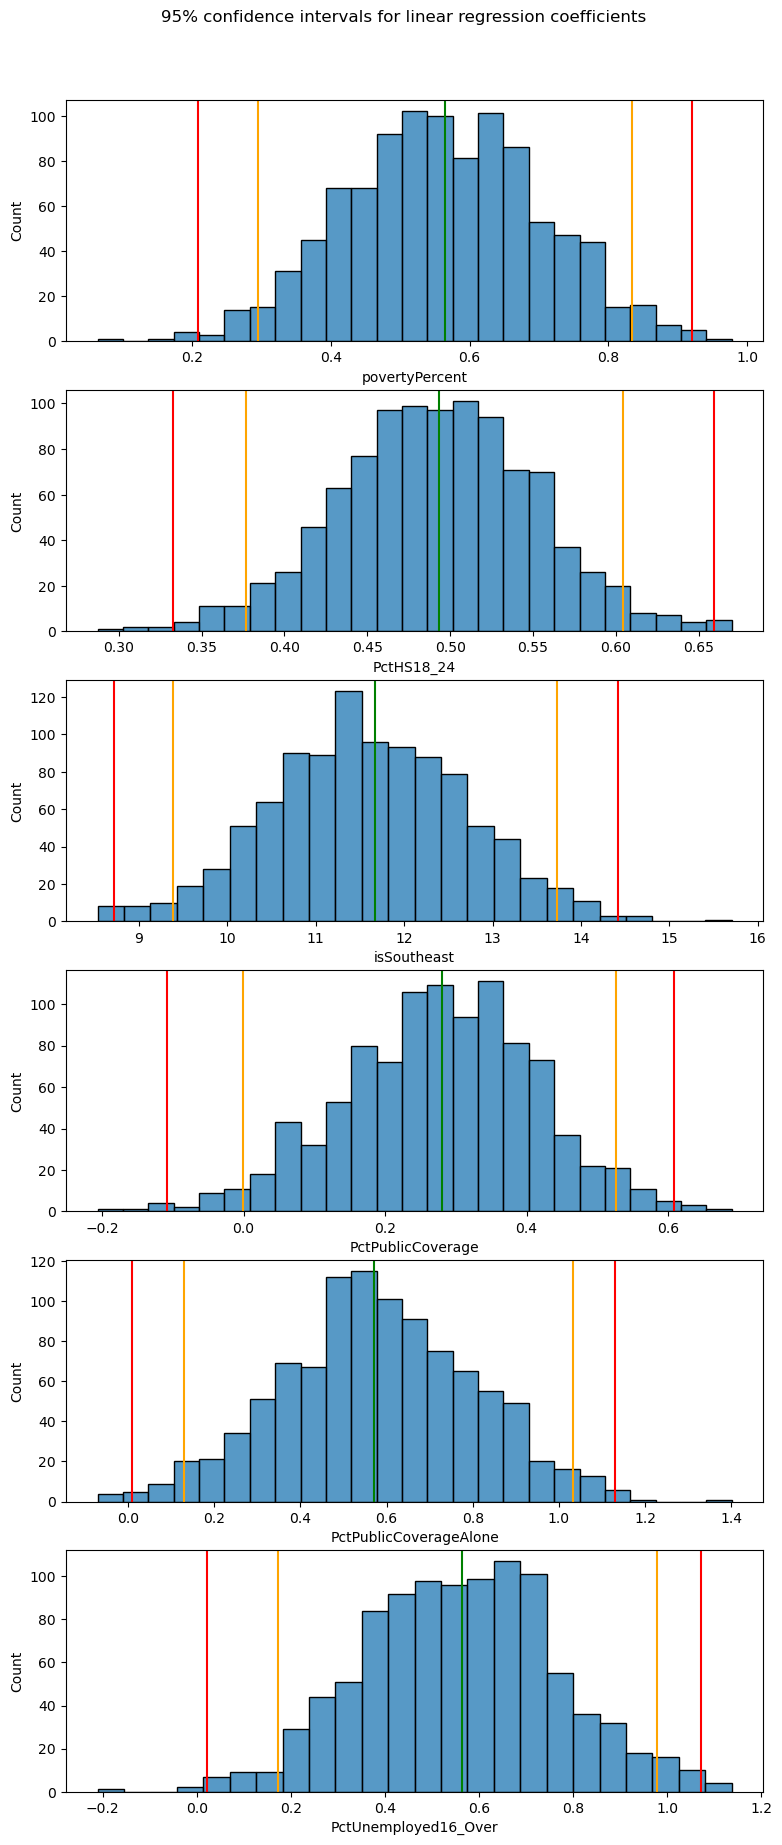 95% confidence intervals for linear regression coefficients
100
80
60
40
20
0
Count
0.2 0.4 0.6 0.8 1.0
povertyPercent
100
80
60
40
20
0
Count
0.30 0.35 0.40 0.45 0.50 0.55 0.60 0.65
PctHS18_24
120
100
80
60
40
20
0
Count
9 10 11 12 13 14 15 16
isSoutheast
100
80
60
40
20
0
Count
−0.2 0.0 0.2 0.4 0.6
PctPublicCoverage
120
100
80
60
40
20
0
Count
0.0 0.2 0.4 0.6 0.8 1.0 1.2 1.4
PctPublicCoverageAlone
100
80
60
40
20
0
Count
−0.2 0.0 0.2 0.4 0.6 0.8 1.0 1.2
PctUnemployed16_Over